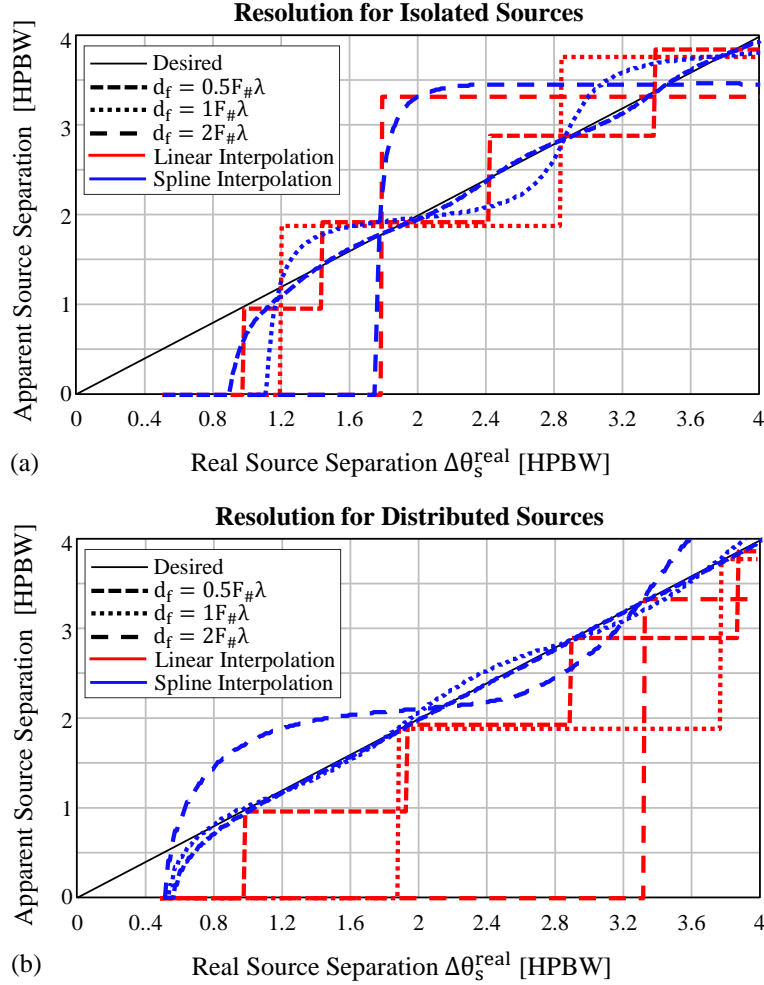 Resolution for Isolated Sources
Apparent Source Separation [HPBW]
4
3
2
1
0
Desired
d_f = 0.5F_#λ
d_f = 1F_#λ
d_f = 2F_#λ
Linear Interpolation
Spline Interpolation
0 0..4 1.2 1.6 2 2.4 2.8 3.2 3.6 4
(a)
Real Source Separation Δθ_s^real [HPBW]
Resolution for Distributed Sources
Apparent Source Separation [HPBW]
4
3
2
1
0
Desired
d_f = 0.5F_#λ
d_f = 1F_#λ
d_f = 2F_#λ
Linear Interpolation
Spline Interpolation
0 0..4 0.8 1.2 1.6 2 2.4 2.8 3.2 3.6 4
(b)
Real Source Separation Δθ_s^real [HPBW]